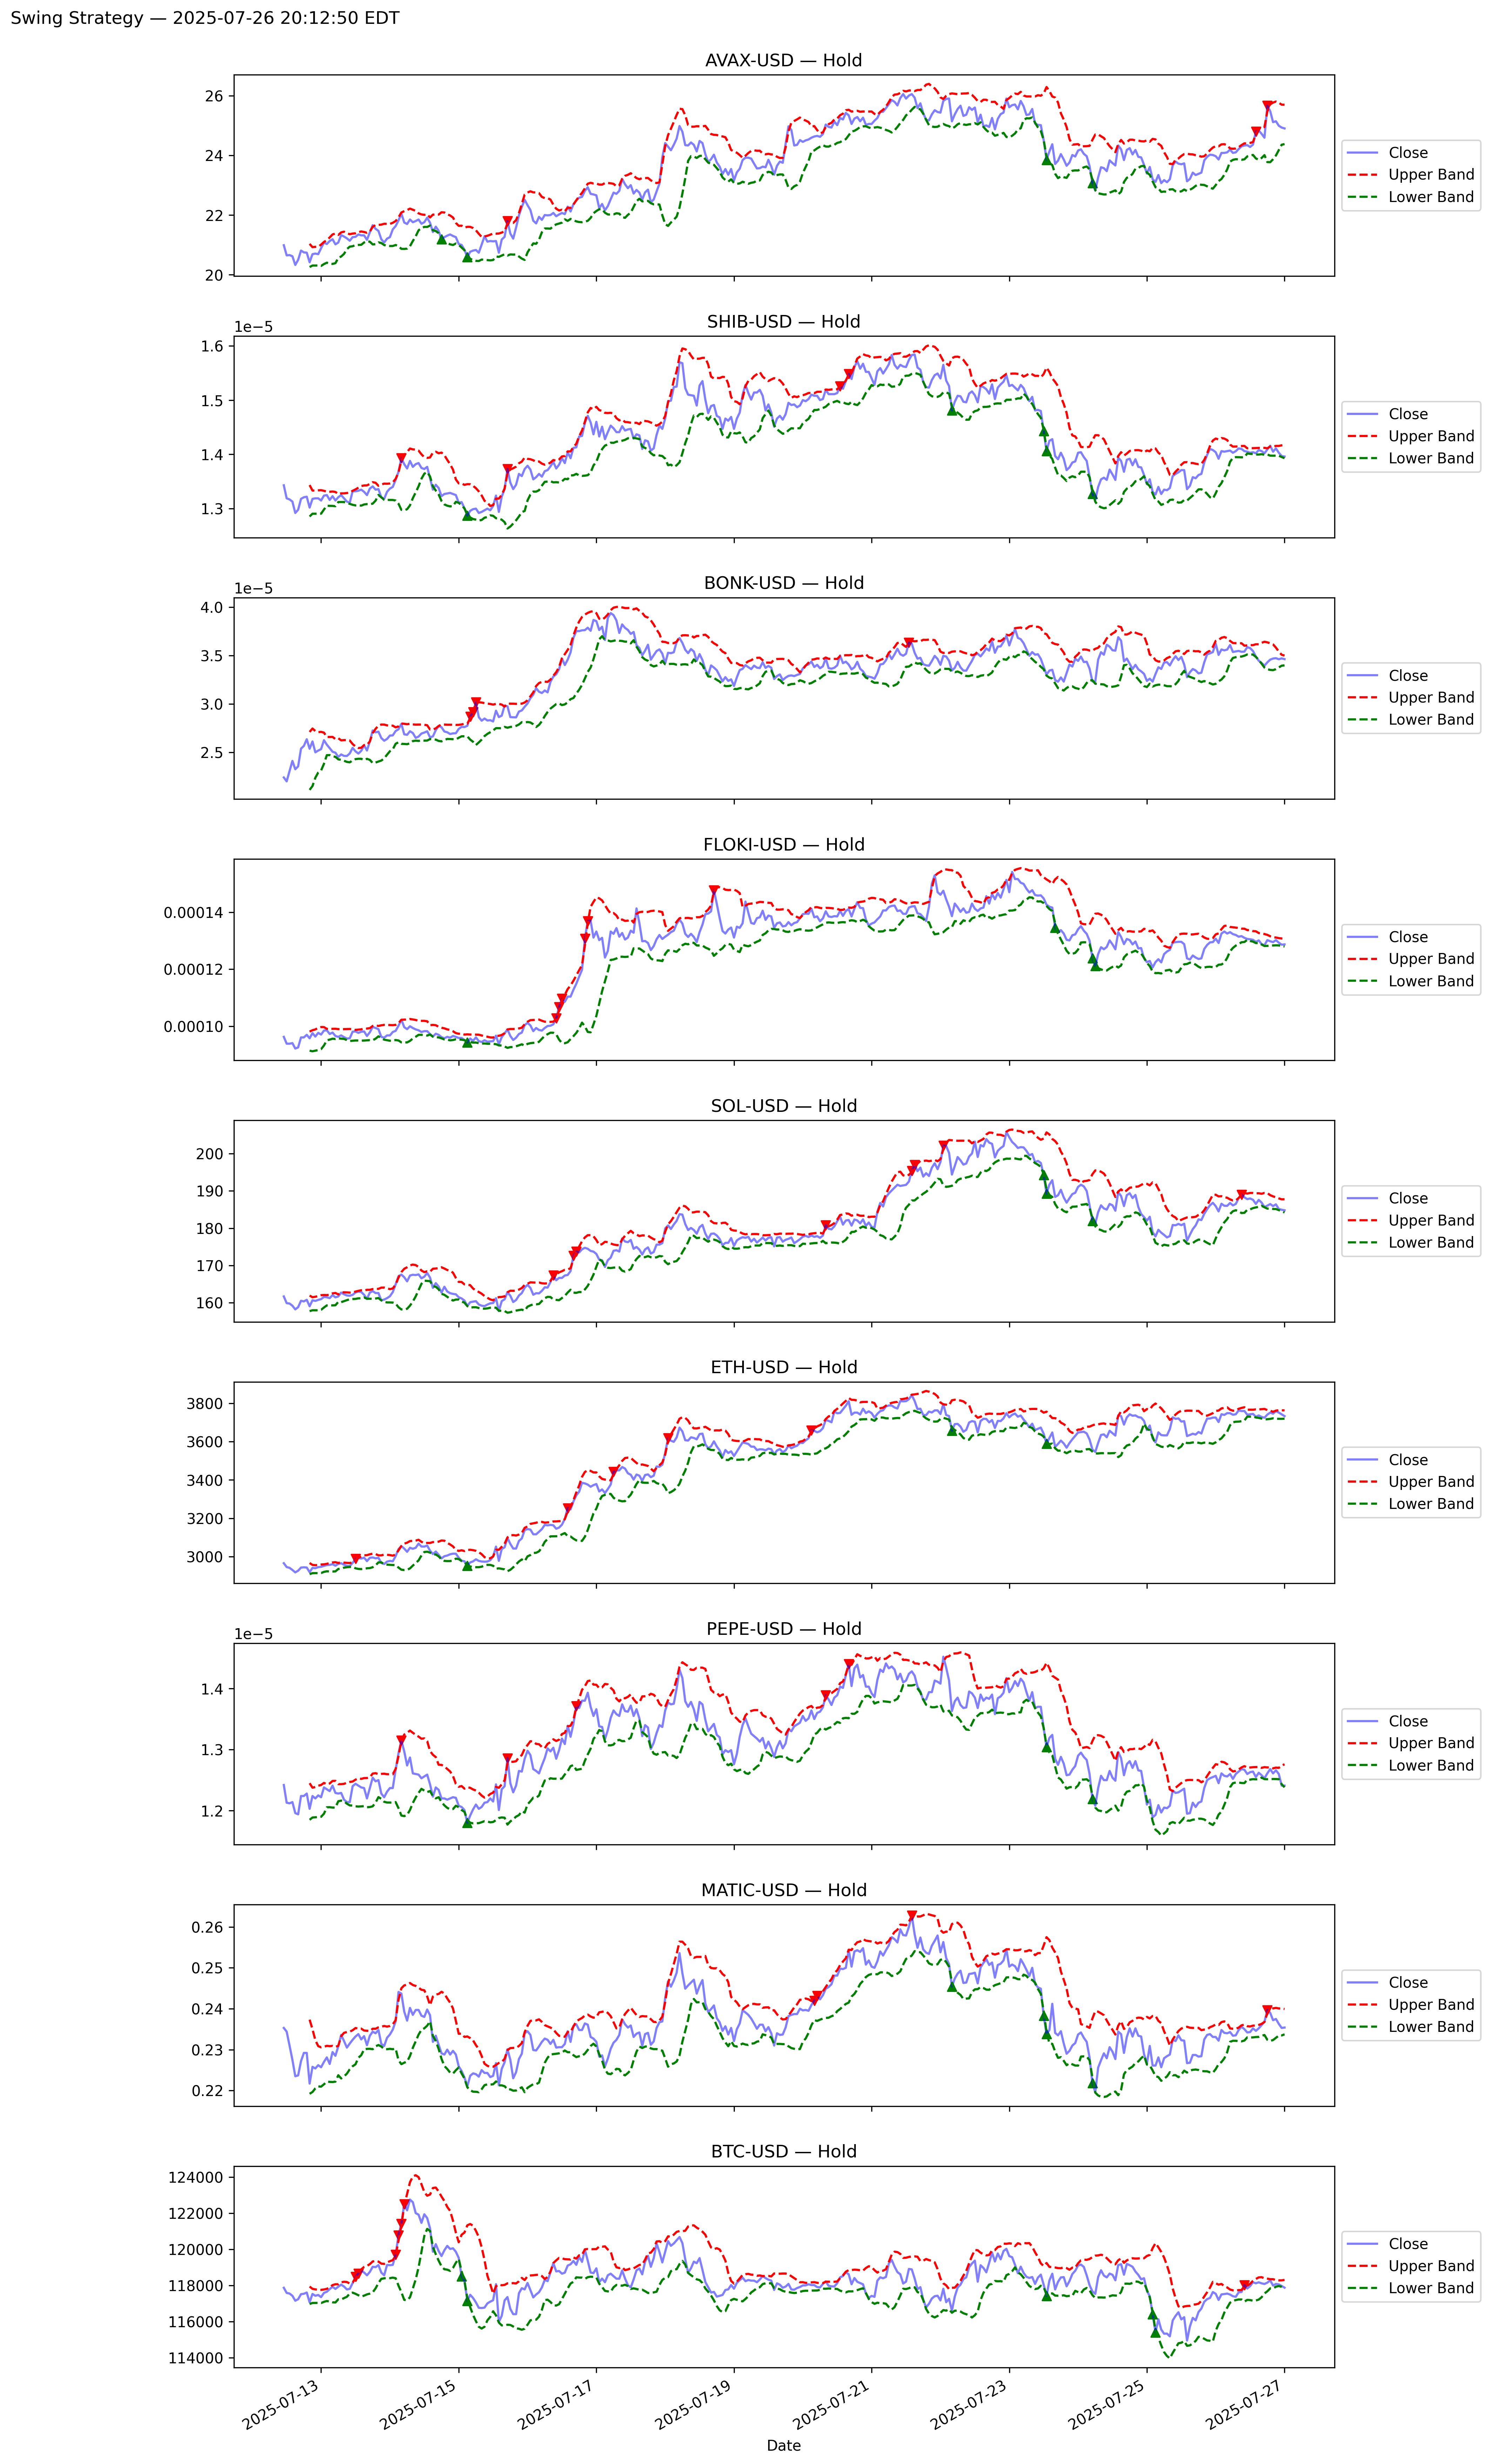 Swing Strategy — 2025-07-26 20:12:50 EDT
AVAX-USD — Hold
26
24
22
20
Close
Upper Band
Lower Band
SHIB-USD — Hold
1e−5
1.6
1.5
1.4
1.3
Close
Upper Band
Lower Band
BONK-USD — Hold
1e−5
4.0
3.5
3.0
2.5
Close
Upper Band
Lower Band
FLOKI-USD — Hold
0.00014
0.00012
0.00010
Close
Upper Band
Lower Band
SOL-USD — Hold
200
190
180
170
160
Close
Upper Band
Lower Band
ETH-USD — Hold
3800
3600
3400
3200
3000
Close
Upper Band
Lower Band
PEPE-USD — Hold
1e−5
1.4
1.3
1.2
Close
Upper Band
Lower Band
MATIC-USD — Hold
0.26
0.25
0.24
0.23
0.22
Close
Upper Band
Lower Band
BTC-USD — Hold
124000
122000
120000
118000
116000
114000
Close
Upper Band
Lower Band
2025-07-13
2025-07-15
2025-07-17
2025-07-19
2025-07-21
2025-07-23
2025-07-25
2025-07-27
Date